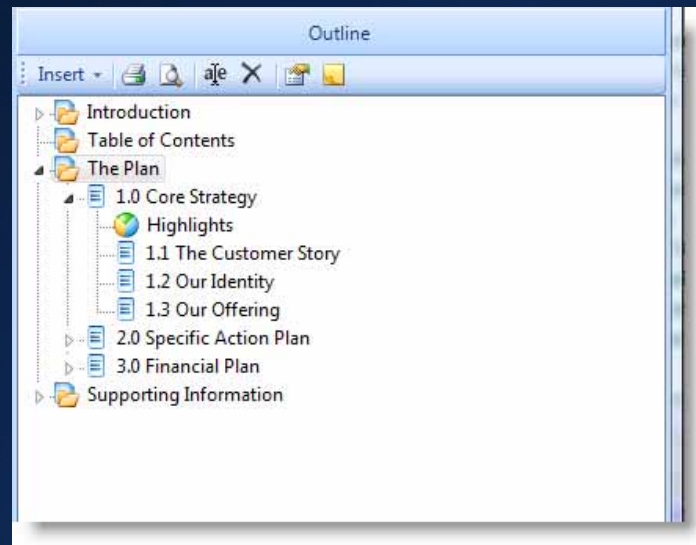 Outline
Insert
Introduction
Table of Contents
The Plan
1.0 Core Strategy
Highlights
1.1 The Customer Story
1.2 Our Identity
1.3 Our Offering
2.0 Specific Action Plan
3.0 Financial Plan
Supporting Information